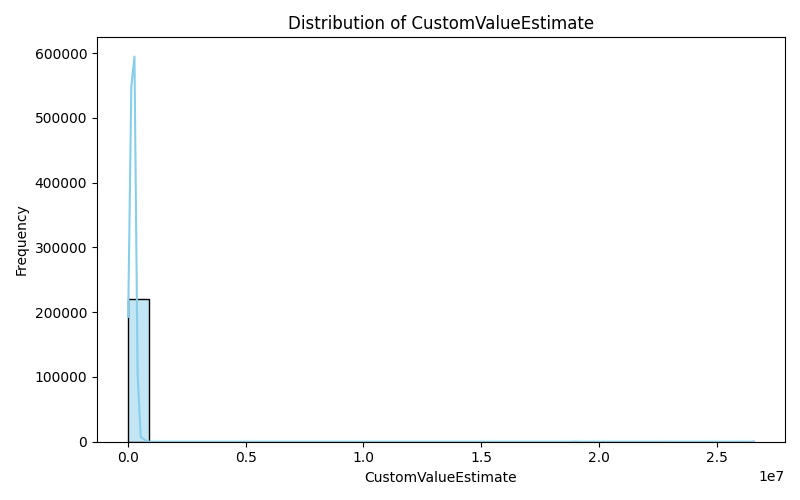 Distribution of CustomValueEstimate
600000
500000
400000
300000
200000
100000
0
Frequency
0.0 0.5 1.0 1.5 2.0 2.5
1e7
CustomValueEstimate